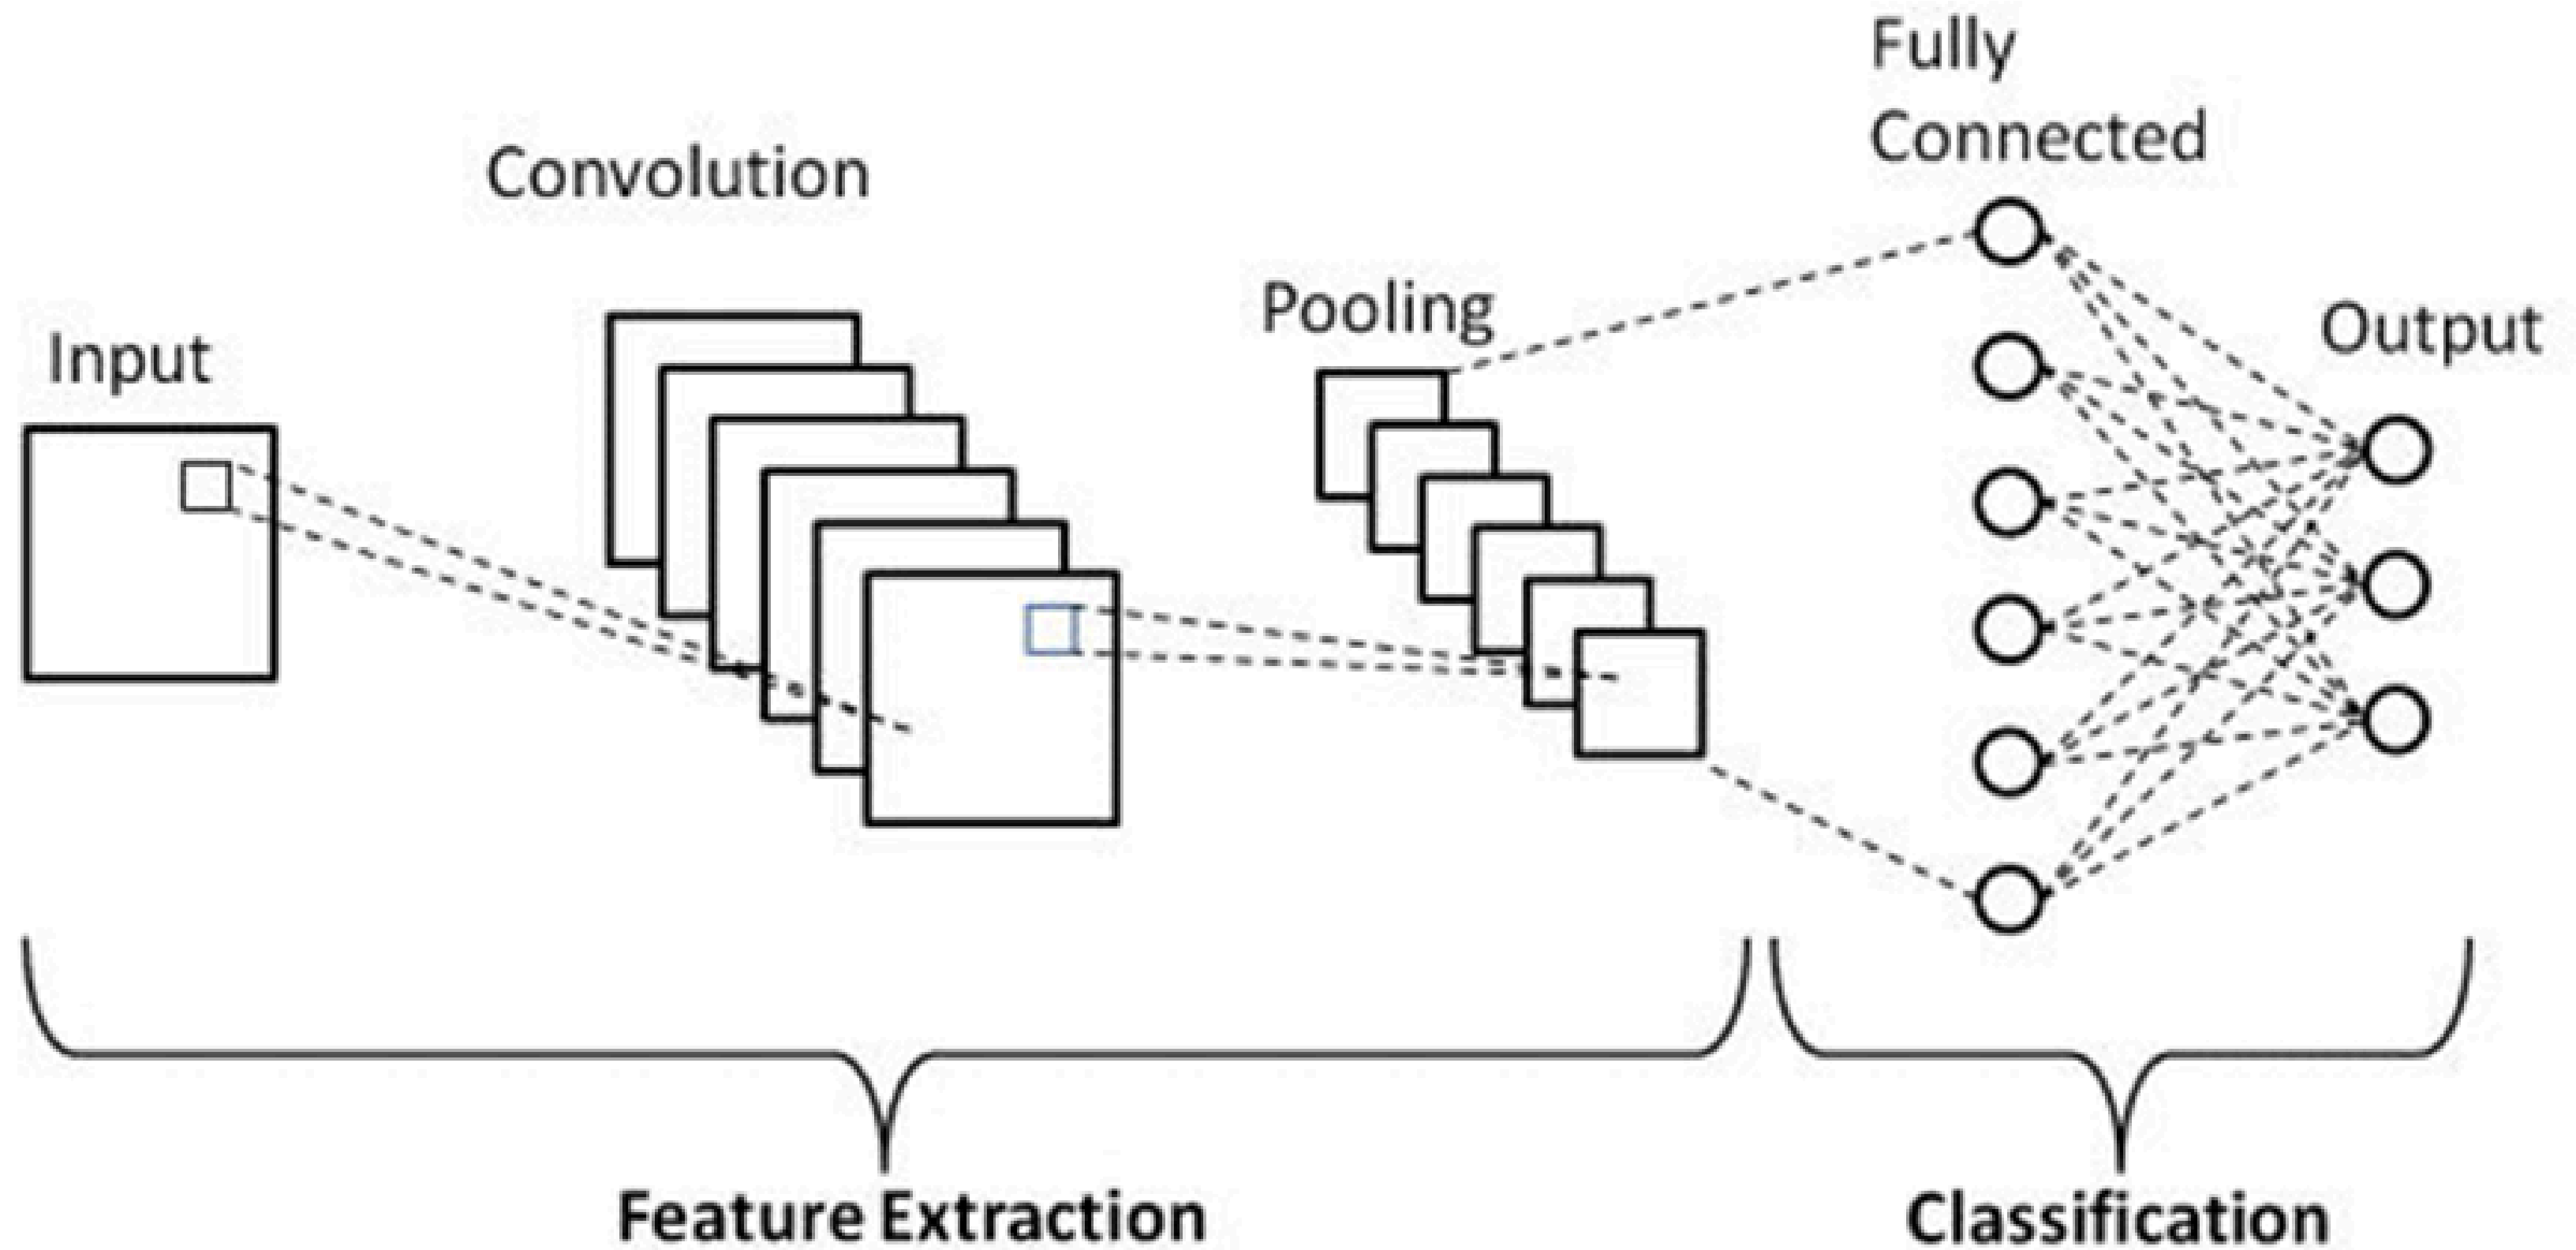 Input
Convolution
Pooling
Fully
Connected
Output
Feature Extraction
Classification